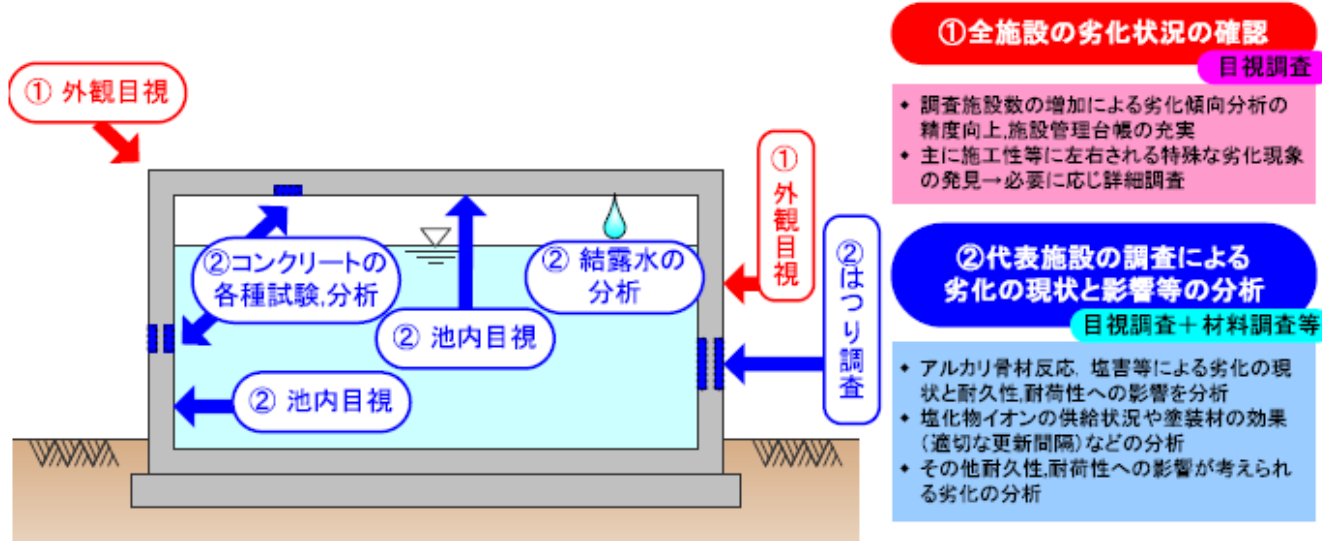 ① 外観目視
① 外観目視
②コンクリートの
各種試験,分析
② 結露水の
分析
② 池内目視
② 池内目視
②はつり調査
①全施設の劣化状況の確認
目視調査
◆ 調査施設数の増加による劣化傾向分析の
精度向上,施設管理台帳の充実
◆ 主に施工性等に左右される特殊な劣化現象
の発見→必要に応じ詳細調査
②代表施設の調査による
劣化の現状と影響等の分析
目視調査＋材料調査等
◆ アルカリ骨材反応, 塩害等による劣化の現
状と耐久性,耐荷性への影響を分析
◆ 塩化物イオンの供給状況や塗装材の効果
（適切な更新間隔）などの分析
◆ その他耐久性,耐荷性への影響が考えられ
る劣化の分析